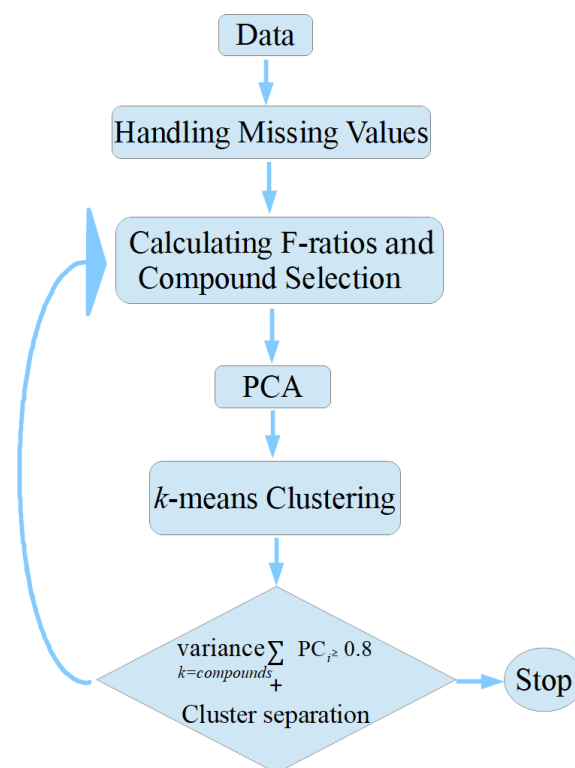 Data
Handling Missing Values
Calculating F-ratios and
Compound Selection
PCA
k-means Clustering
variance∑ PCᵢ≥ 0.8
k=compounds
+
Cluster separation
Stop